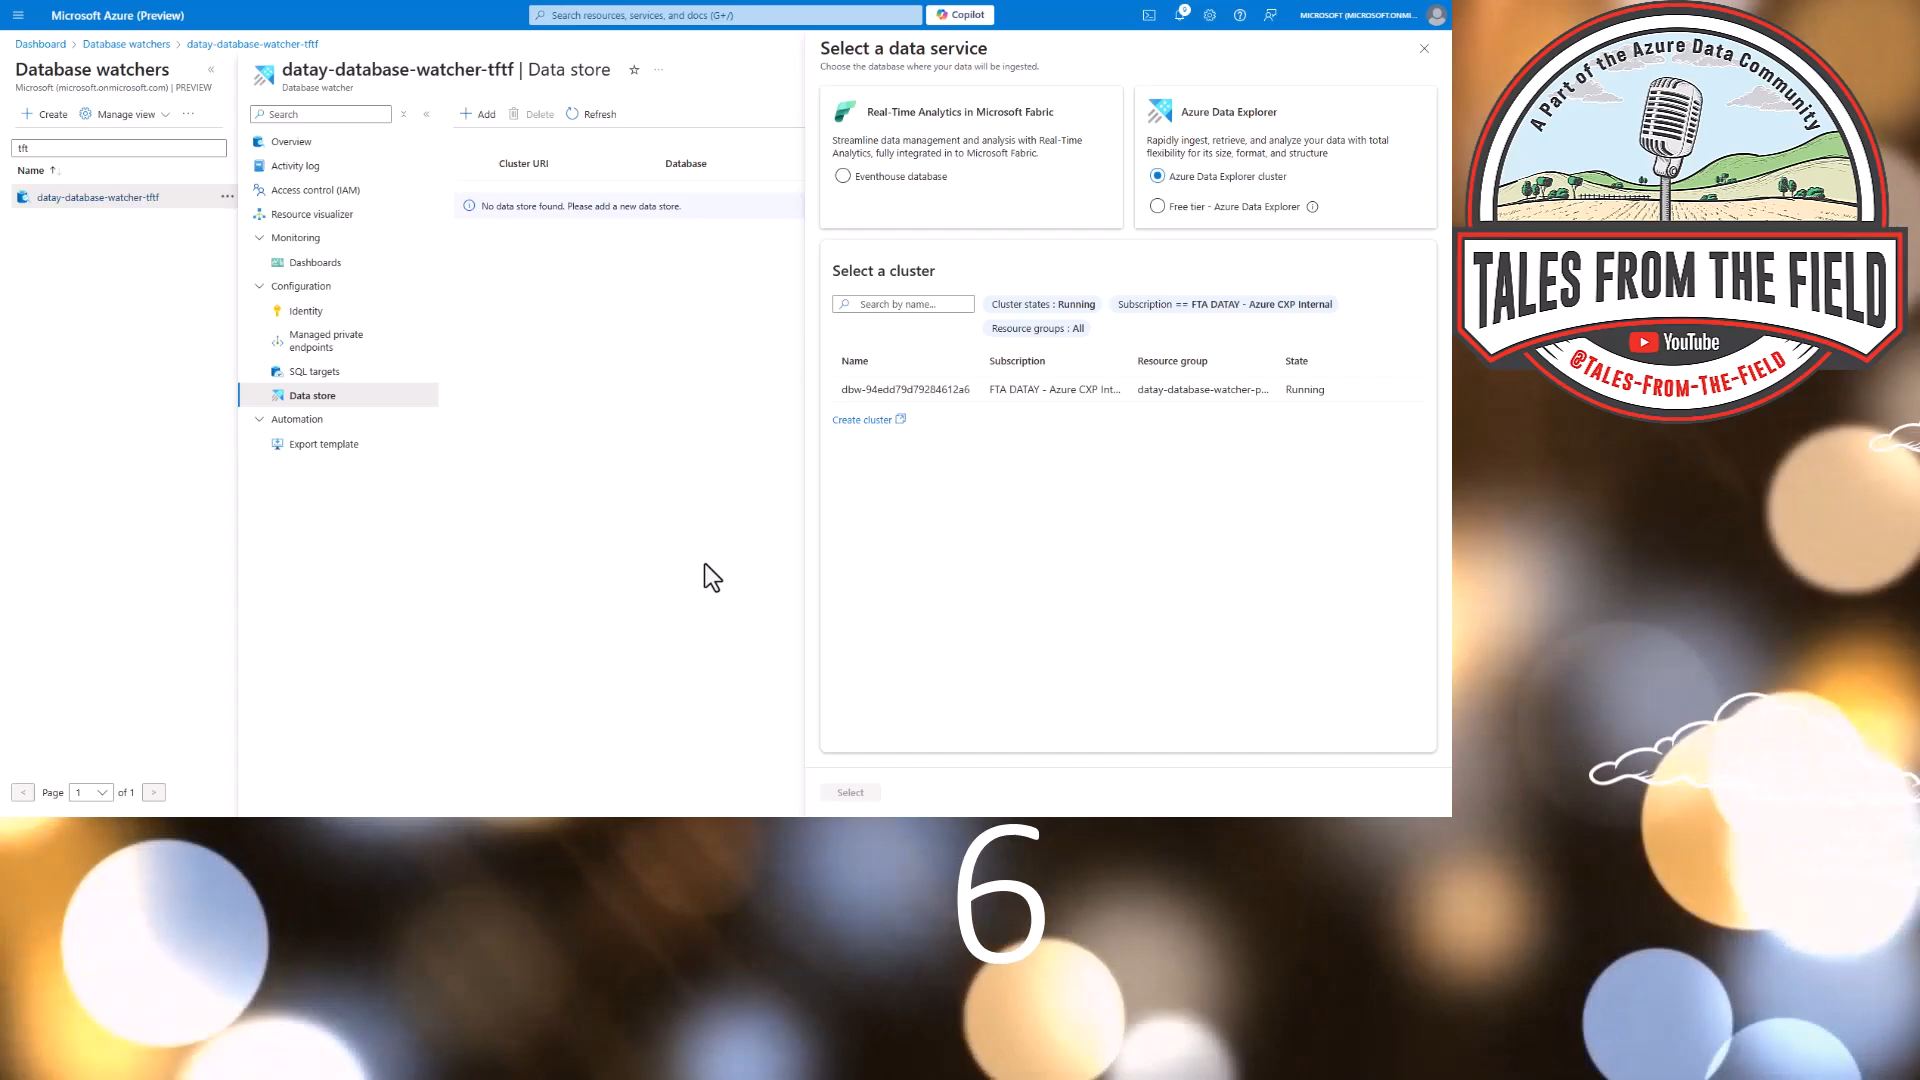 Microsoft Azure (Preview)
Search resources, services, and docs (G+/)
Copilot
MICROSOFT (MICROSOFT.ONMI...
Dashboard > Database watchers > datay-database-watcher-tftf
Database watchers
Microsoft (microsoft.onmicrosoft.com) | PREVIEW
Create
Manage view
tft
Name
datay-database-watcher-tftf
Page 1 of 1
datay-database-watcher-tftf | Data store
Database watcher
Search
Overview
Activity log
Access control (IAM)
Resource visualizer
Monitoring
Dashboards
Configuration
Identity
Managed private
endpoints
SQL targets
Data store
Automation
Export template
Add
Delete
Refresh
Cluster URI
Database
No data store found. Please add a new data store.
Select a data service
Choose the database where your data will be ingested.
Real-Time Analytics in Microsoft Fabric
Streamline data management and analysis with Real-Time
Analytics, fully integrated in to Microsoft Fabric.
Eventhouse database
Azure Data Explorer
Rapidly ingest, retrieve, and analyze your data with total
flexibility for its size, format, and structure
Azure Data Explorer cluster
Free tier - Azure Data Explorer
Select a cluster
Search by name...
Cluster states : Running
Subscription == FTA DATAY - Azure CXP Internal
Resource groups : All
Name
Subscription
Resource group
State
dbw-94edd79d79284612a6
FTA DATAY - Azure CXP Int...
datay-database-watcher-p...
Running
Create cluster
Select
A Part of the Azure Data Community
TALES FROM THE FIELD
YouTube
@TALES-FROM-THE-FIELD
6